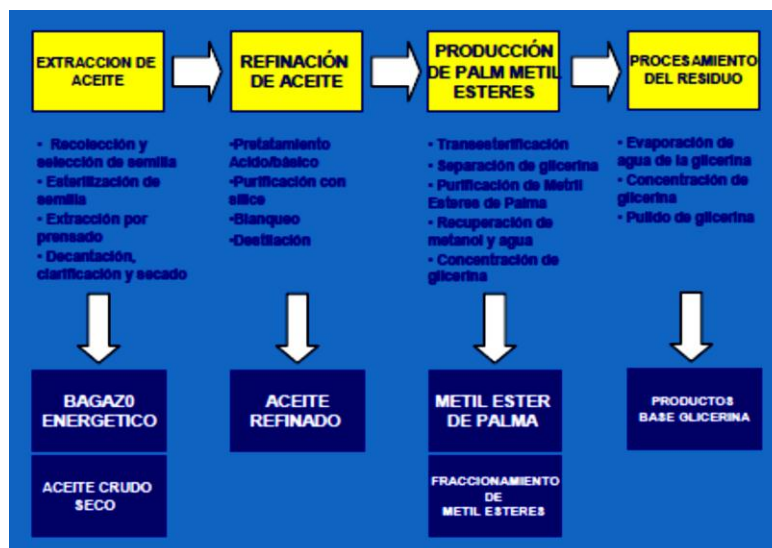 EXTRACCION DE
ACEITE
REFINACIÓN
DE ACEITE
PRODUCCIÓN
DE PALM METIL
ESTERES
PROCESAMIENTO
DEL RESIDUO
• Recolección y
selección de semilla
• Esterilización de
semilla
• Extracción por
prensado
• Decantación,
clarificación y secado
•Pretatamiento
Acido/básico
•Purificación con
silice
•Blanqueo
•Destilación
• Transesterificación
• Separación de glicerina
• Purificación de Metril
Esteres de Palma
• Recuperación de
metanol y agua
• Concentración de
glicerina
• Evaporación de
agua de la glicerina
• Concentración de
glicerina
• Pulido de glicerina
BAGAZ0
ENERGETICO
ACEITE
REFINADO
METIL ESTER
DE PALMA
PRODUCTOS
BASE GLICERINA
ACEITE CRUDO
SECO
FRACCIONAMIENTO
DE
METIL ESTERES